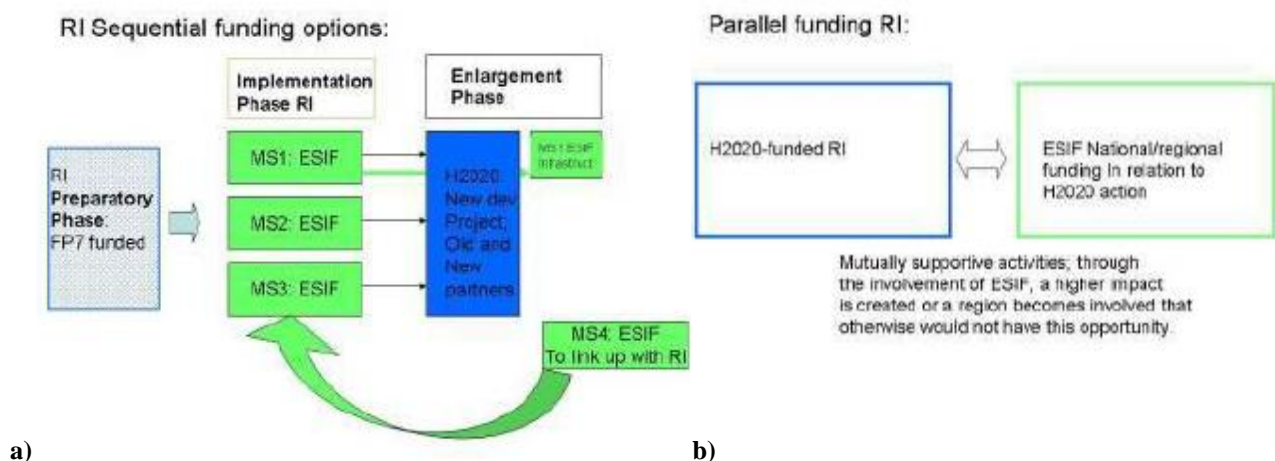 RI Sequential funding options:
Implementation
Phase RI
Enlargement
Phase
RI
Preparatory
Phase:
FP7 funded
MS1: ESIF
MS2: ESIF
MS3: ESIF
H2020
New dev
Project;
Old and
New
partners
MS1 ESIF
Infrastruct.
MS4: ESIF
To link up with RI
a)
Parallel funding RI:
H2020-funded RI
ESIF National/regional
funding in relation to
H2020 action
Mutually supportive activities; through
the involvement of ESIF, a higher impact
is created or a region becomes involved that
otherwise would not have this opportunity.
b)